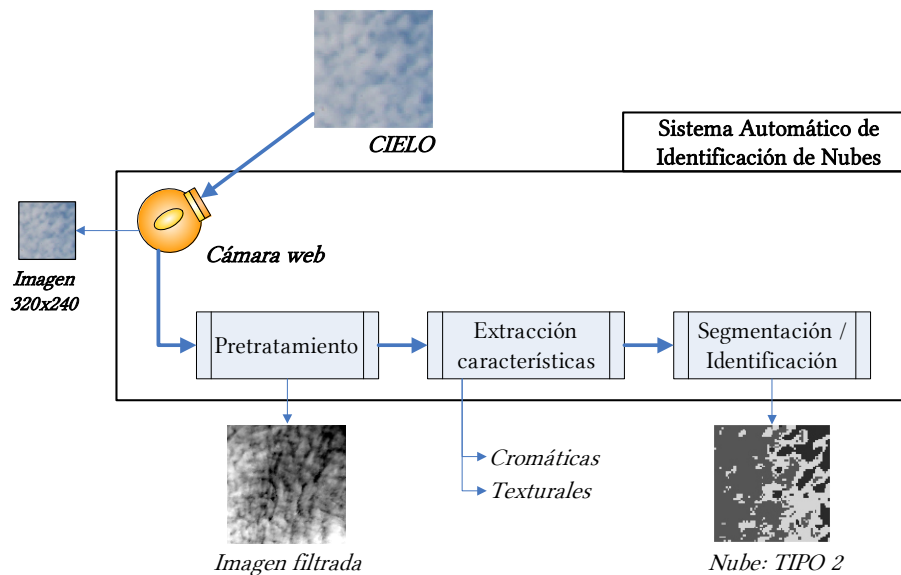 CIELO
Sistema Automático de
Identificación de Nubes
Cámara web
Imagen
320x240
Pretratamiento
Extracción
características
Segmentación /
Identificación
Cromáticas
Texturales
Imagen filtrada
Nube: TIPO 2